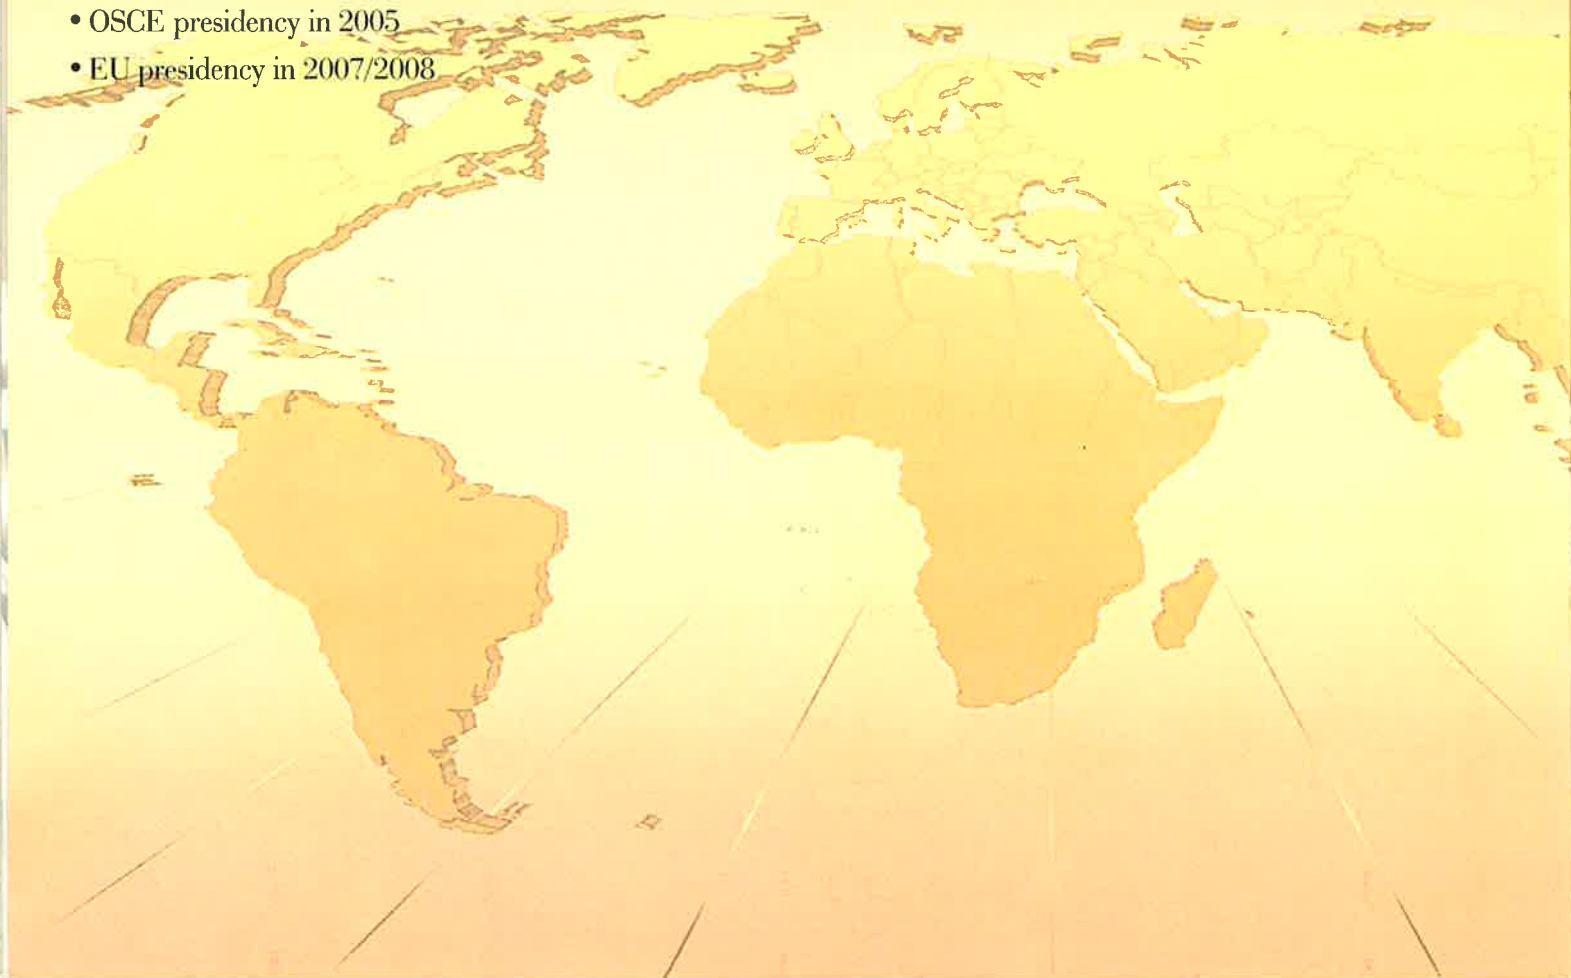 • OSCE presidency in 2005
• EU presidency in 2007/2008